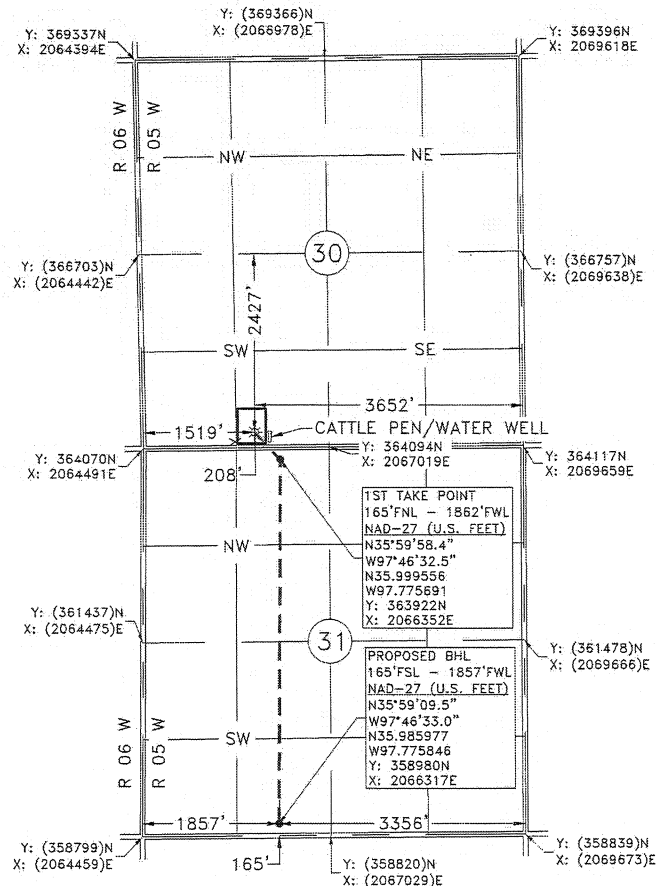 Y: (369366)N
X: (2066978)E
Y: 369337N
X: 2064394E
Y: 369396N
X: 2069618E
R 06 W
R 05 W
NW
NE
30
Y: (366703)N
X: (2064442)E
Y: (366757)N
X: (2069638)E
2427'
SW
SE
3652'
1519'
CATTLE PEN/WATER WELL
Y: 364070N
X: 2064491E
208'
Y: 364094N
X: 2067019E
Y: 364117N
X: 2069659E
1ST TAKE POINT
165'FNL - 1862'FWL
NAD-27 (U.S. FEET)
N35°59'58.4"
W97°46'32.5"
N35.999556
W97.775691
Y: 363922N
X: 2066352E
NW
Y: (361437)N
X: (2064475)E
31
Y: (361478)N
X: (2069666)E
PROPOSED BHL
165'FSL - 1857'FWL
NAD-27 (U.S. FEET)
N35°59'09.5"
W97°46'33.0"
N35.985977
W97.775846
Y: 358980N
X: 2066317E
SW
R 06 W
R 05 W
1857'
3356'
Y: (358799)N
X: (2064459)E
165'
Y: (358820)N
X: (2067029)E
Y: (358839)N
X: (2069673)E